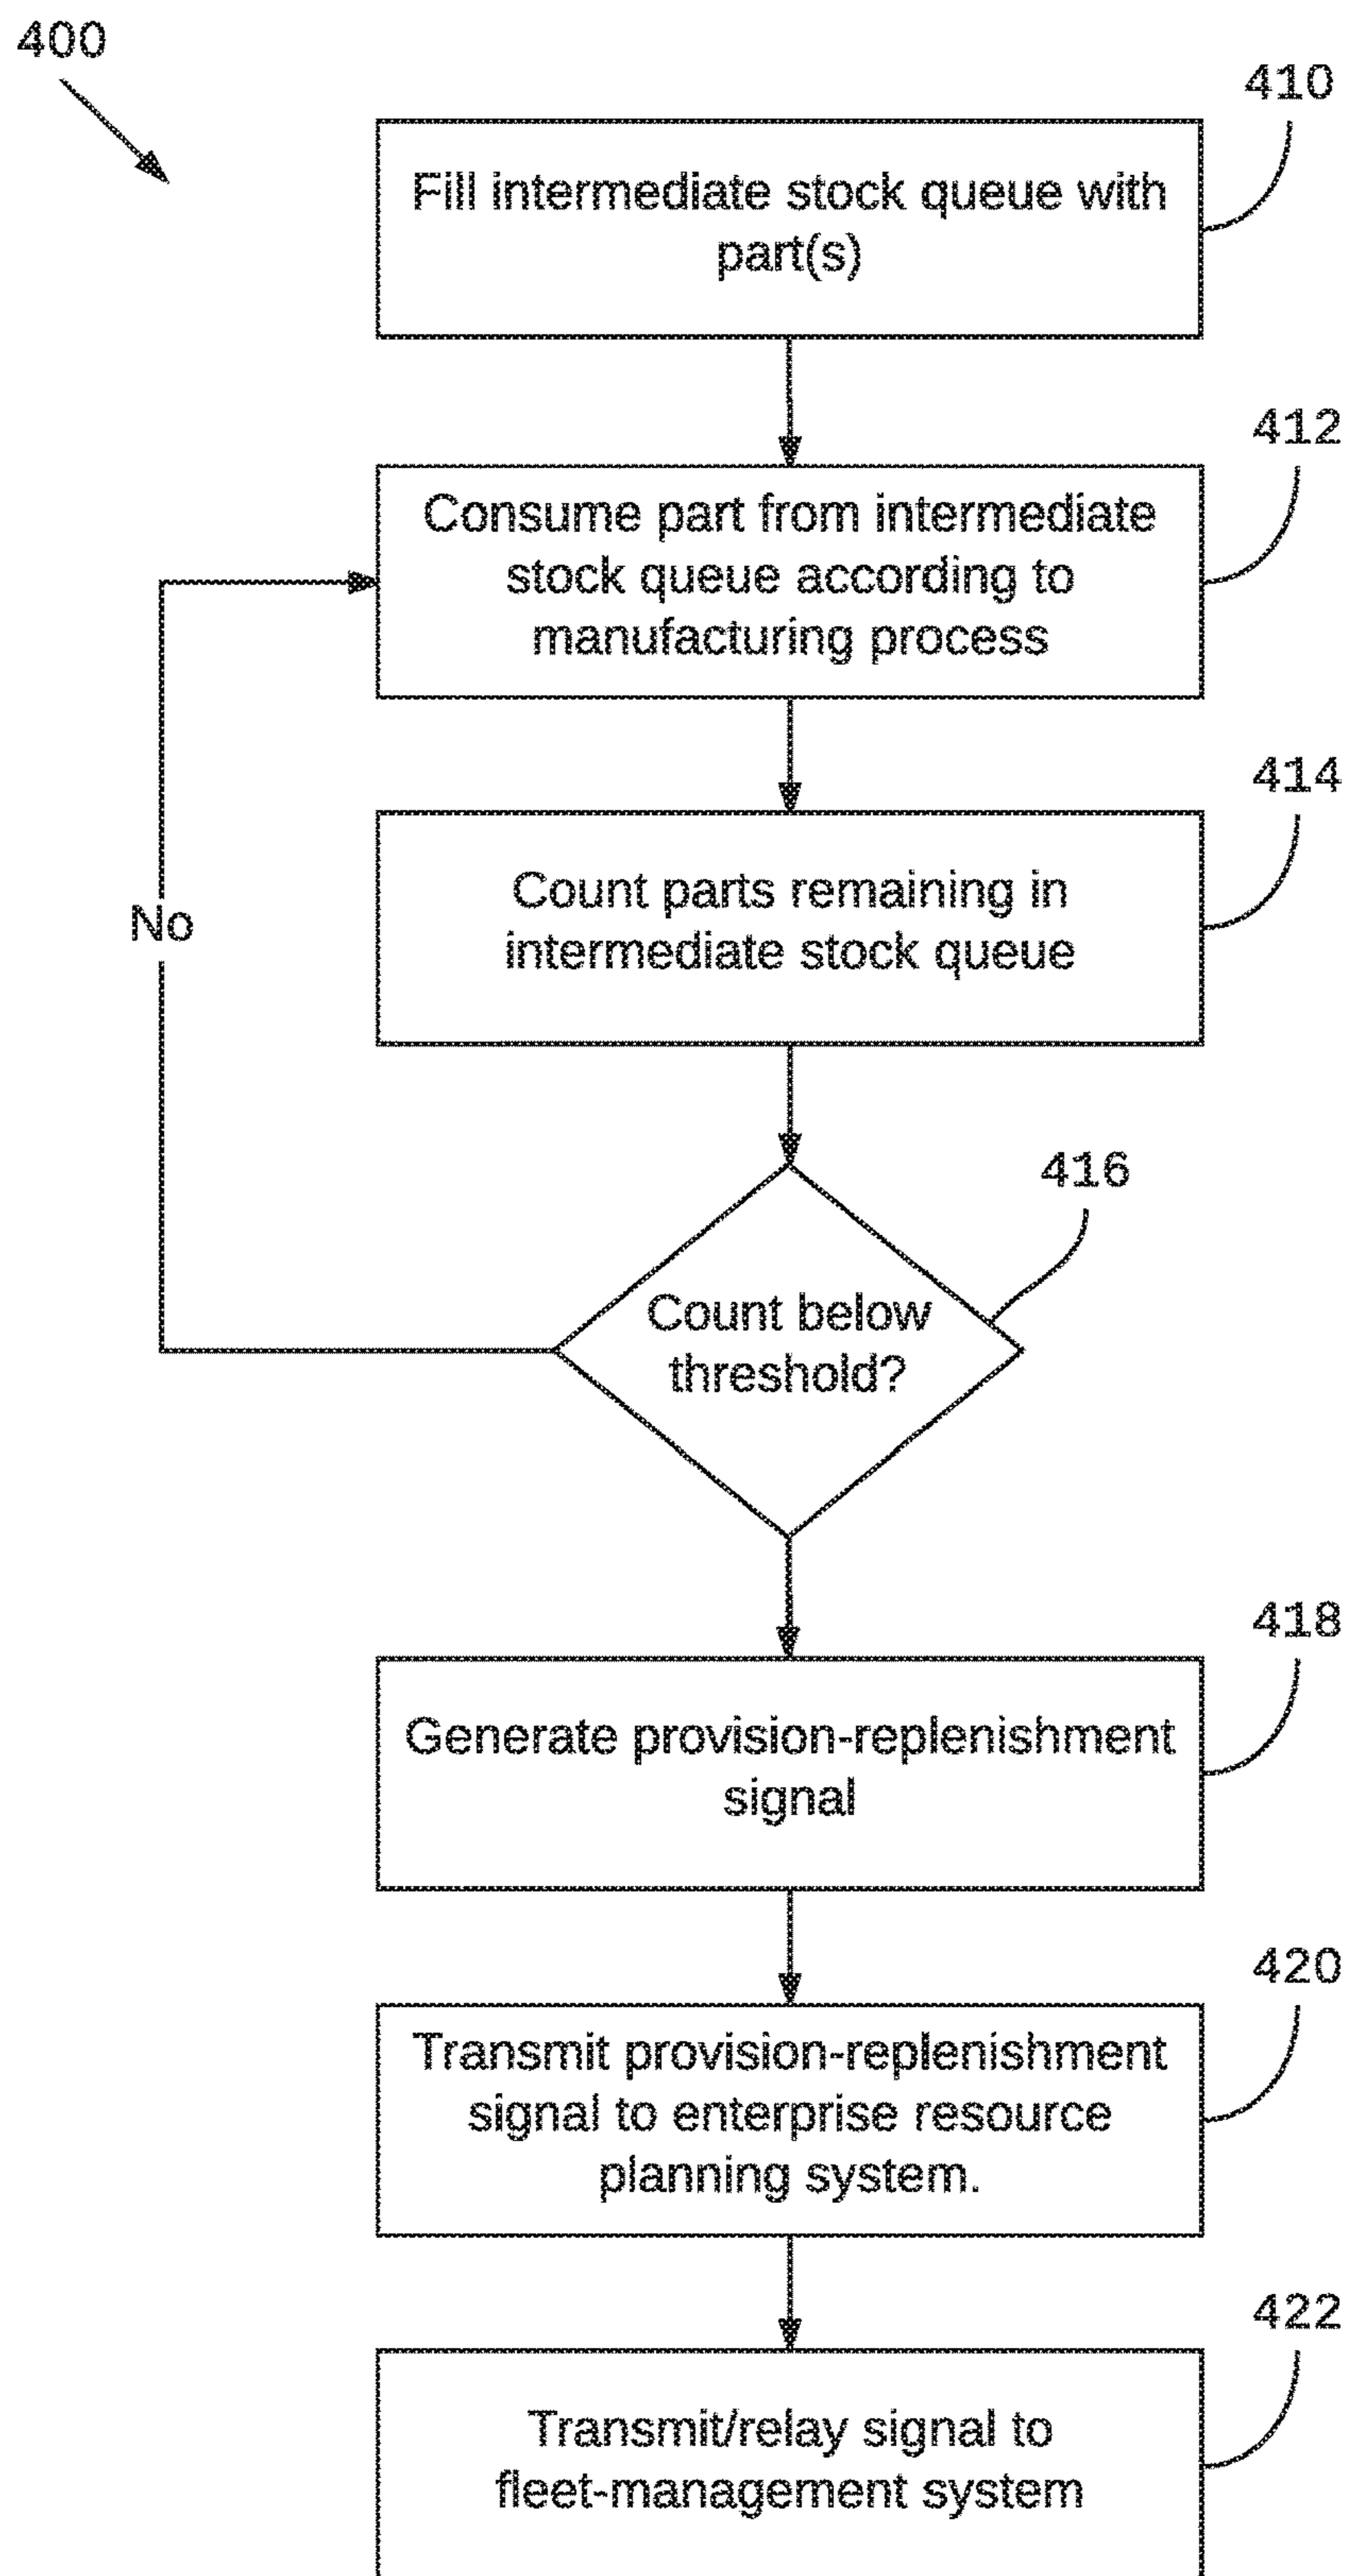 400
410
Fill intermediate stock queue with
part(s)
412
Consume part from intermediate
stock queue according to
manufacturing process
414
Count parts remaining in
intermediate stock queue
No
416
Count below
threshold?
418
Generate provision-replenishment
signal
420
Transmit provision-replenishment
signal to enterprise resource
planning system.
422
Transmit/relay signal to
fleet-management system